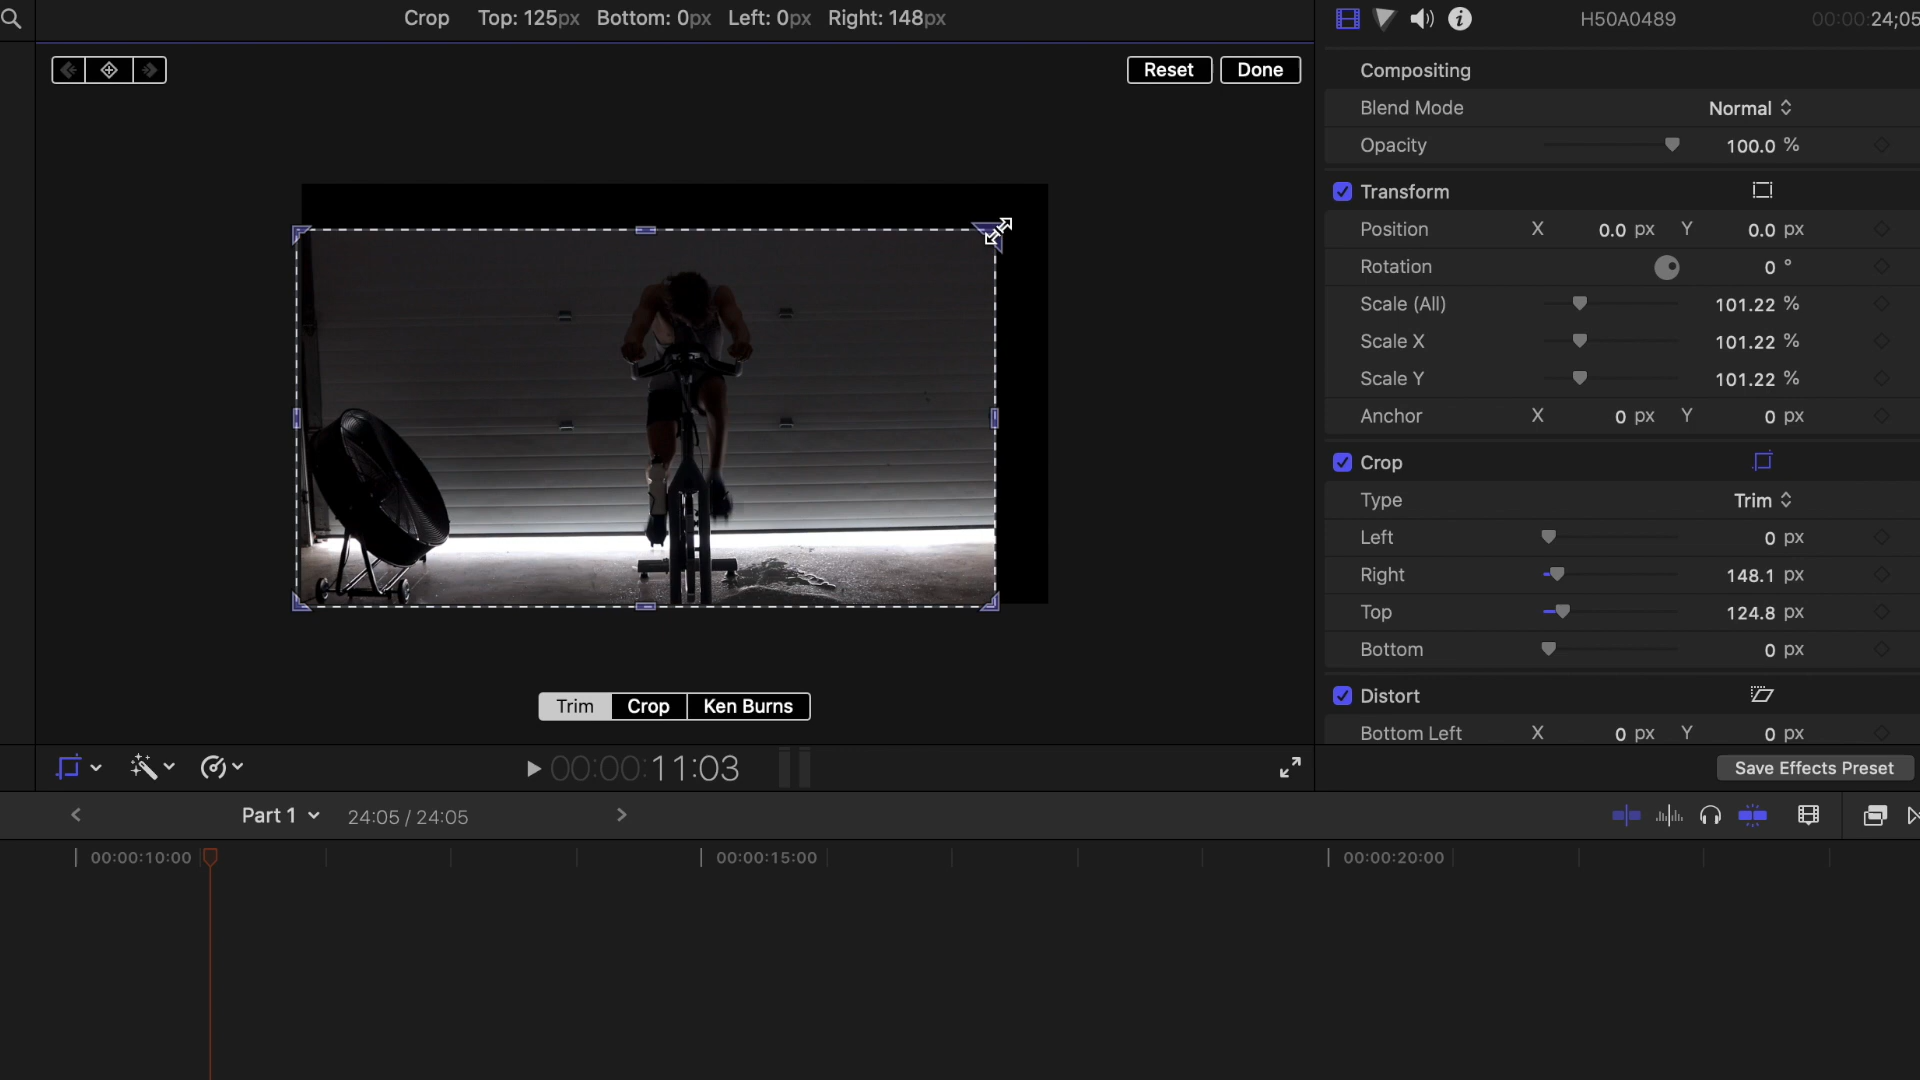 Crop Top: 125px Bottom: 0px Left: 0px Right: 148px
H50A0489 00:00:24;05
Reset Done
Compositing
Blend Mode Normal
Opacity 100.0 %
Transform
Position X 0.0 px Y 0.0 px
Rotation 0 °
Scale (All) 101.22 %
Scale X 101.22 %
Scale Y 101.22 %
Anchor X 0 px Y 0 px
Crop
Type Trim
Left 0 px
Right 148.1 px
Top 124.8 px
Bottom 0 px
Distort
Bottom Left X 0 px Y 0 px
Trim Crop Ken Burns
00:00:11:03
Save Effects Preset
Part 1 24:05 / 24:05
00:00:10:00 00:00:15:00 00:00:20:00